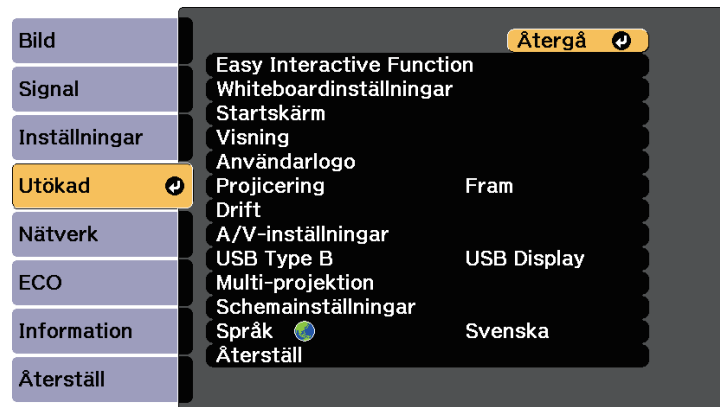 Bild
Signal
Inställningar
Utökad
Nätverk
ECO
Information
Återställ
Återgå
Easy Interactive Function
Whiteboardinställningar
Startskärm
Visning
Användarlogo
Projicering Fram
Drift
A/V-inställningar
USB Type B USB Display
Multi-projektion
Schemainställningar
Språk Svenska
Återställ